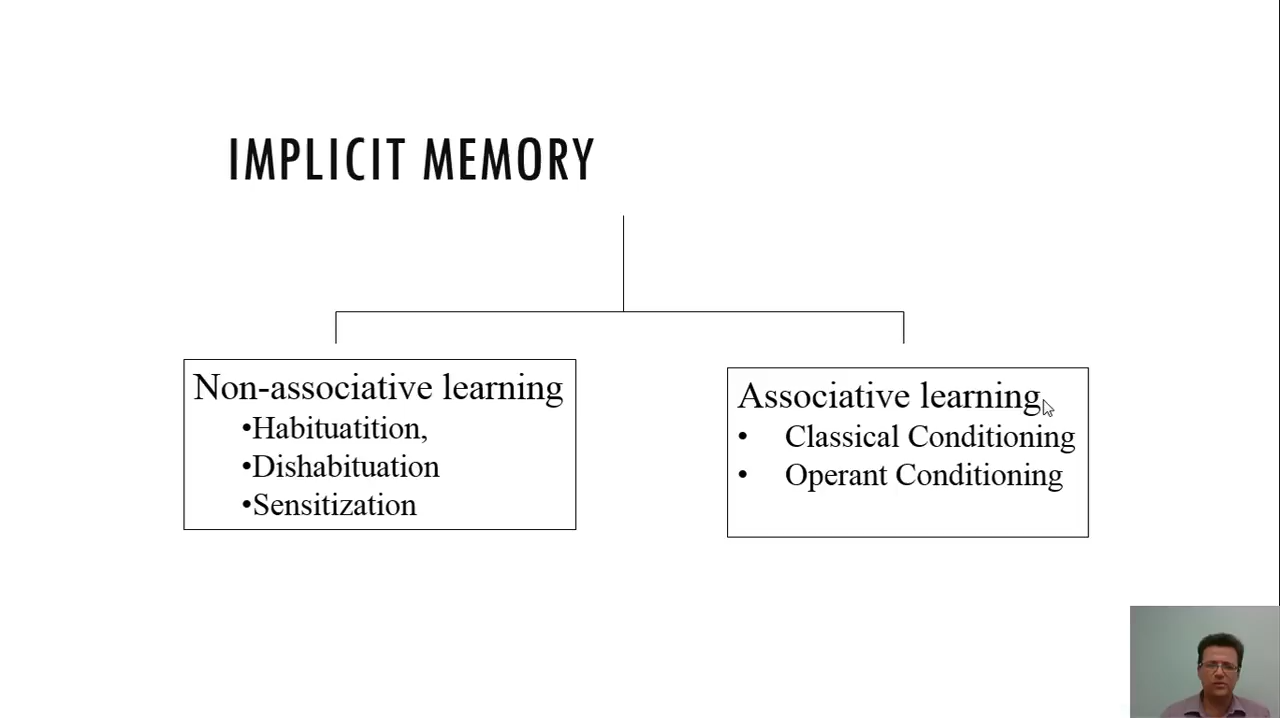 IMPLICIT MEMORY
Non-associative learning
•Habituatition,
•Dishabituation
•Sensitization
Associative learning
• Classical Conditioning
• Operant Conditioning